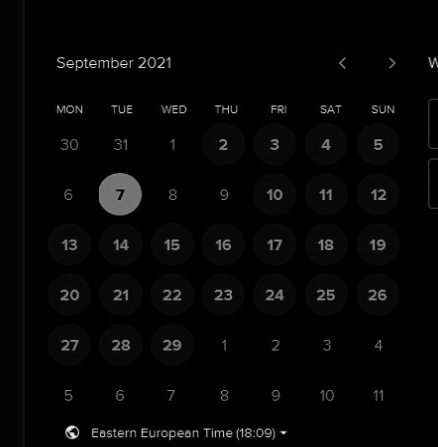 September 2021 < > W
MON TUE WED THU FRI SAT SUN
30 31 1 2 3 4 5
6 7 8 9 10 11 12
13 14 15 16 17 18 19
20 21 22 23 24 25 26
27 28 29 1 2 3 4
5 6 7 8 9 10 11
Eastern European Time (18:09)